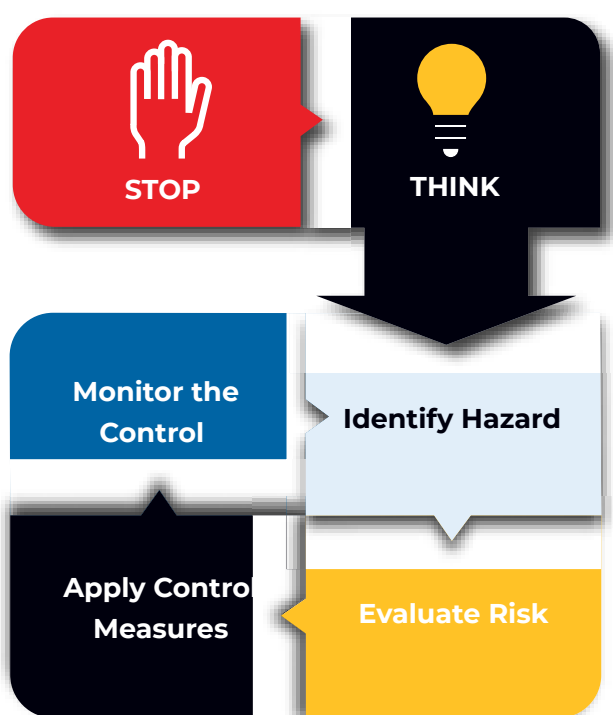 STOP
THINK
Monitor the
Control
Identify Hazard
Apply Control
Measures
Evaluate Risk